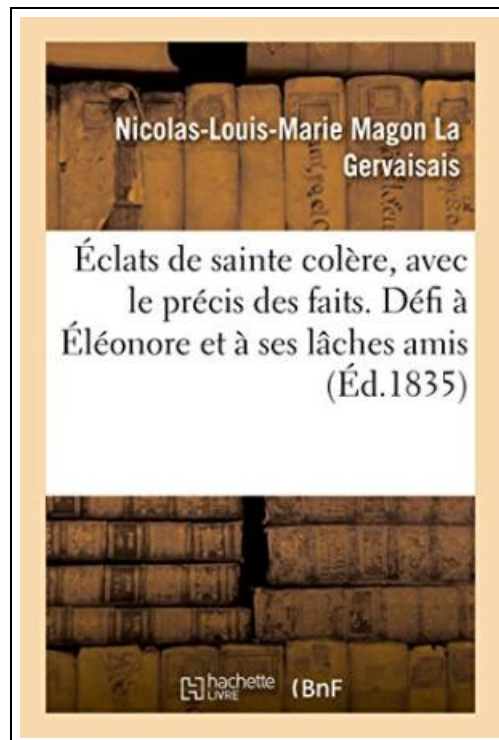 Nicolas-Louis-Marie Magon La
Gervaisais
Éclats de sainte colère, avec
le précis des faits. Défi à
Éléonore et à ses lâches amis
(Éd.1835)
hachette
LIVRE
(BnF